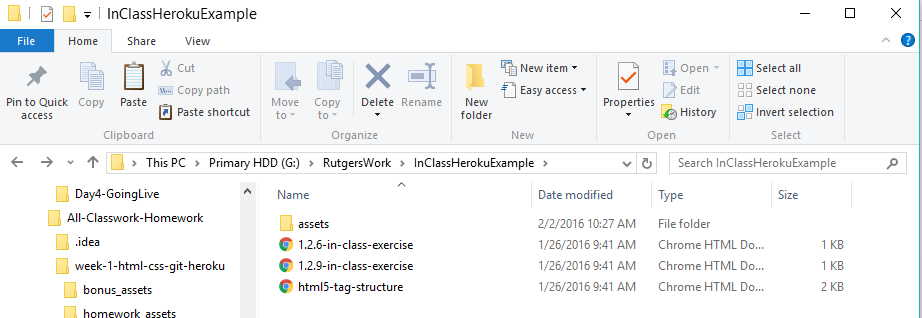 InClassHerokuExample
File Home Share View
Pin to Quick access
Copy
Paste
Cut
Copy path
Paste shortcut
Clipboard
Move to
Copy to
Delete
Rename
Organize
New folder
New item
Easy access
New
Properties
Open
Edit
History
Open
Select all
Select none
Invert selection
Select
This PC Primary HDD (G:) RutgersWork InClassHerokuExample
Search InClassHerokuExample
Day4-GoingLive
All-Classwork-Homework
.idea
week-1-html-css-git-heroku
bonus_assets
homework_assets
Name Date modified Type Size
assets 2/2/2016 10:27 AM File folder
1.2.6-in-class-exercise 1/26/2016 9:41 AM Chrome HTML Do... 1 KB
1.2.9-in-class-exercise 1/26/2016 9:41 AM Chrome HTML Do... 1 KB
html5-tag-structure 1/26/2016 9:41 AM Chrome HTML Do... 2 KB